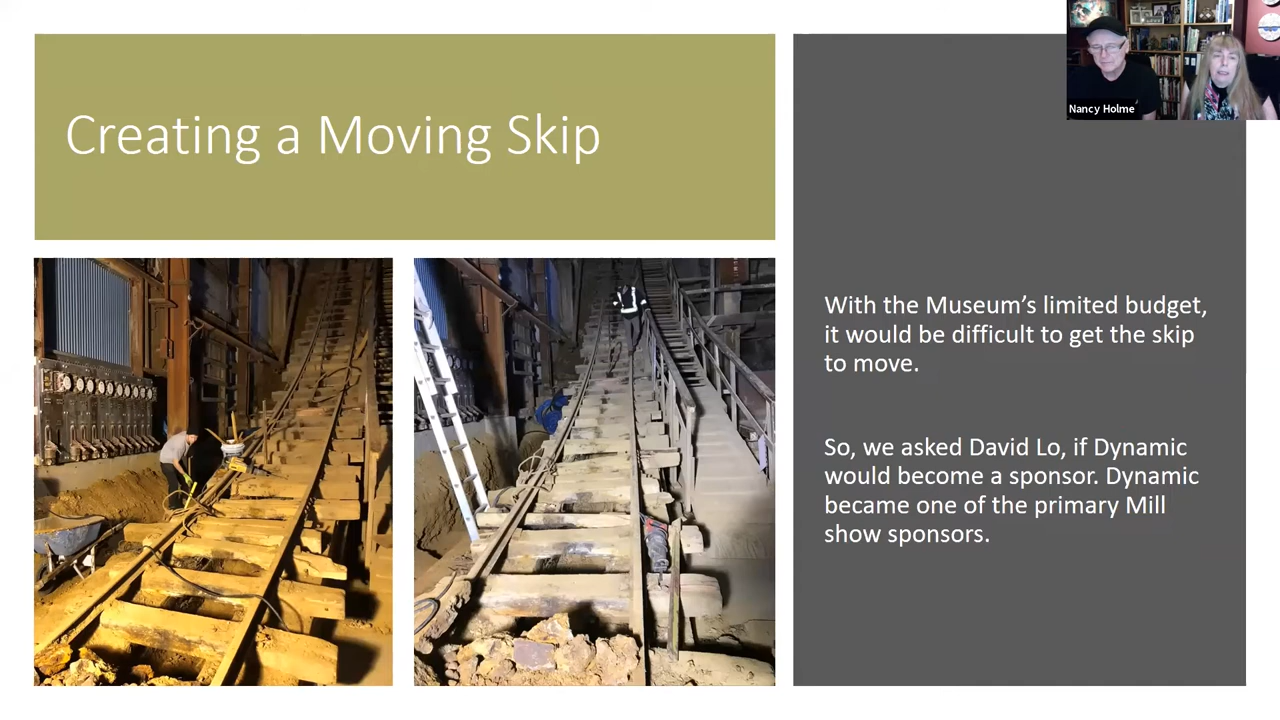 Nancy Holme
Creating a Moving Skip
With the Museum’s limited budget,
it would be difficult to get the skip
to move.
So, we asked David Lo, if Dynamic
would become a sponsor. Dynamic
became one of the primary Mill
show sponsors.